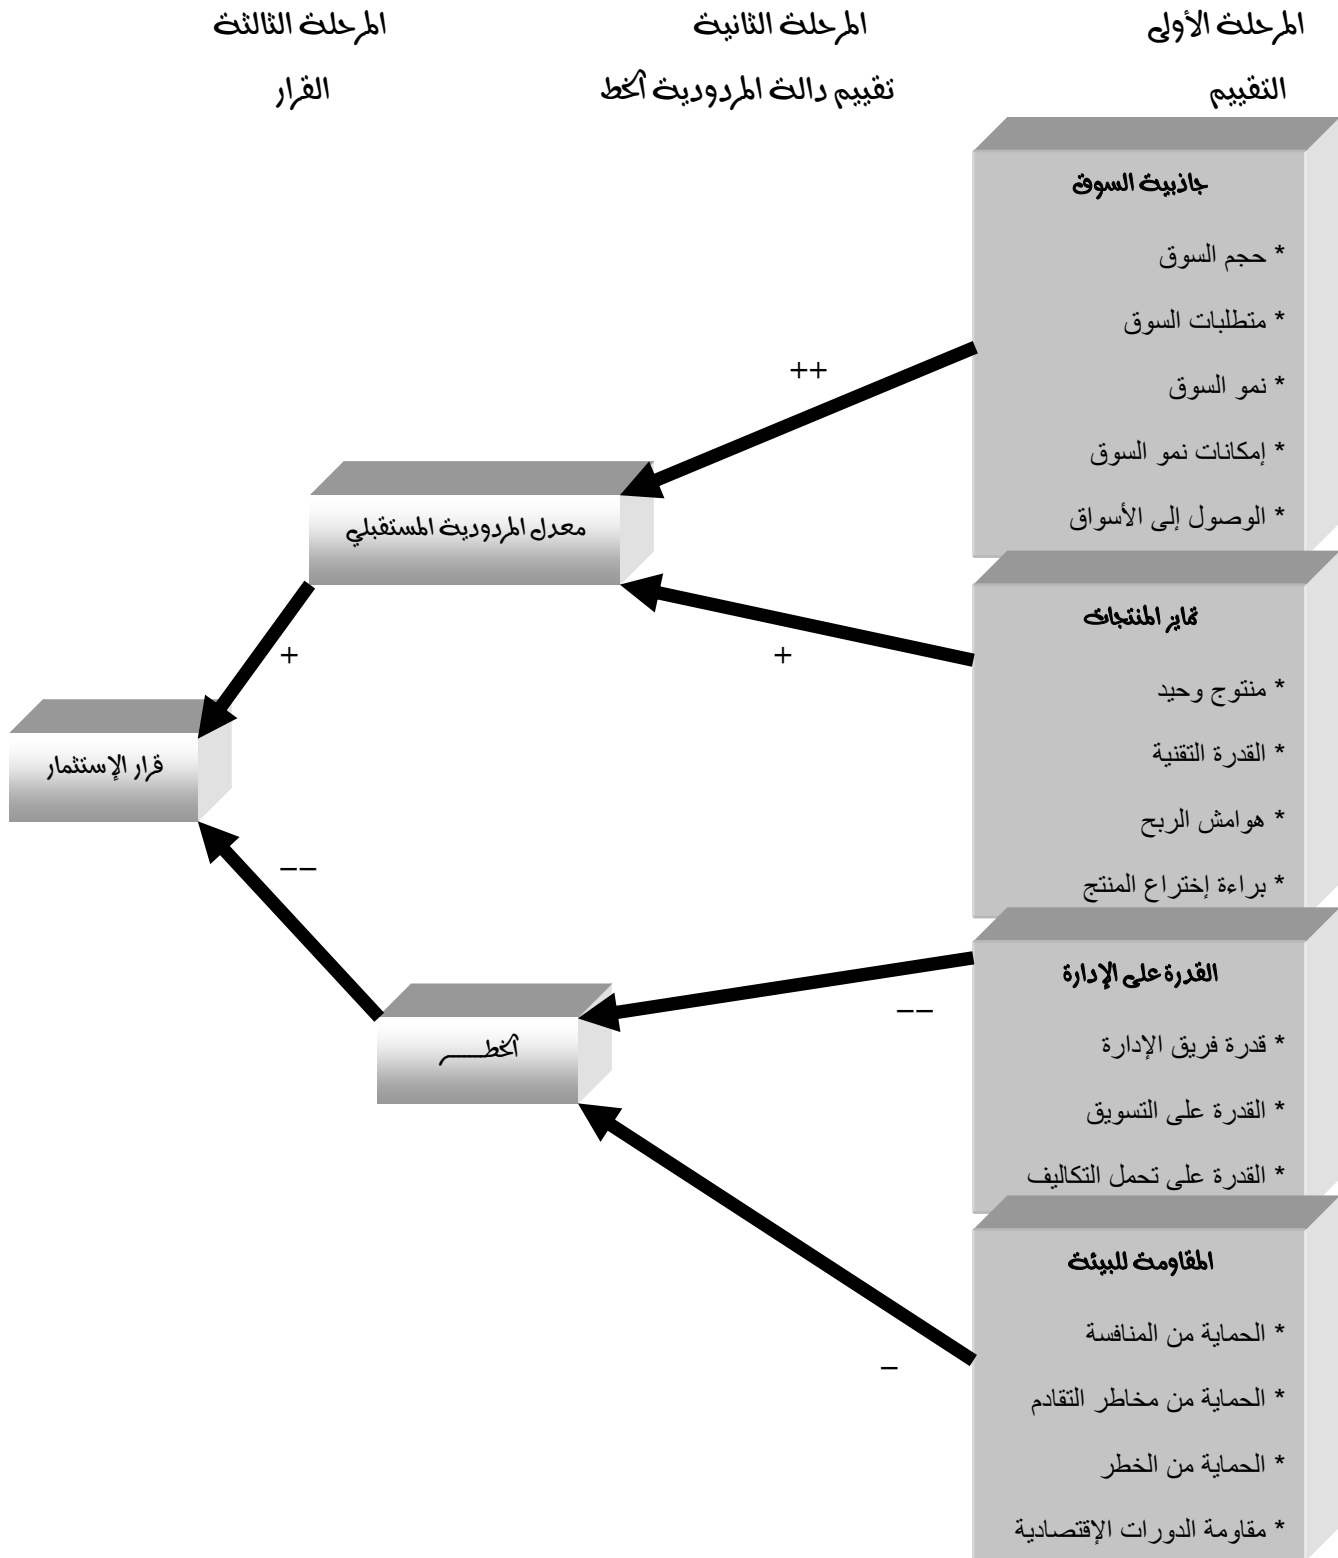 المرحلة الأولى
المرحلة الثانية
المرحلة الثالثة
التقييم
تقييم دالة المردودية الخط
القرار
جاذبية السوق
* حجم السوق
* متطلبات السوق
* نمو السوق
* إمكانات نمو السوق
* الوصول إلى الأسواق
++
معدل المردودية المستقبلي
تمايز المنتجات
* منتوج وحيد
* القدرة التقنية
* هوامش الربح
* براءة إختراع المنتج
+
+
قرار الإستثمار
−−
القدرة على الإدارة
* قدرة فريق الإدارة
* القدرة على التسويق
* القدرة على تحمل التكاليف
−−
الخطـــــر
المقاومة للبيئة
* الحماية من المنافسة
* الحماية من مخاطر التقادم
* الحماية من الخطر
* مقاومة الدورات الإقتصادية
−